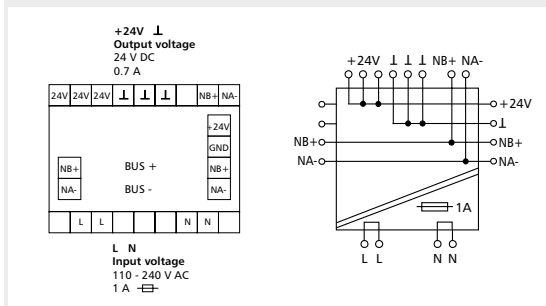 +24V ⊥
Output voltage
24 V DC
0.7 A
24V 24V 24V ⊥ ⊥ ⊥ NB+ NA-
+24V
GND
NB+ BUS + NB+
NA- BUS - NA-
L L N N
L N
Input voltage
110 - 240 V AC
1 A
+24V ⊥ ⊥ ⊥ NB+ NA-
+24V
⊥
NB+ NB+
NA- NA-
1A
L L N N